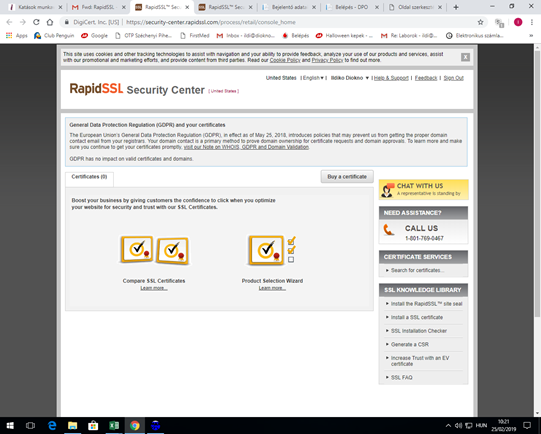 Katások munka
Fwd: RapidSSL
RapidSSL™ Sec
RapidSSL™ Sec
RapidSSL™ Sec
Bejelentő adata
Belépés - DPO
Oldal szerkeszt
DigiCert, Inc. [US] | https://security-center.rapidssl.com/process/retail/console_home
Apps Club Penguin OTP Széchenyi Pihe... FirstMed Inbox - ildi@diokno... Belépés Google Halloween kepek - ... Re: Laborok - ildi@d... Elektronikus számla...
This site uses cookies and other tracking technologies to assist with navigation and your ability to provide feedback, analyze your use of our products and services, assist
with our promotional and marketing efforts, and provide content from third parties. Read our Cookie Policy and Privacy Policy to find out more.
X
United States | English ▾ | Ildiko Diokno ▾ | Help & Support | Feedback | Sign Out
RapidSSL Security Center [ United States ]
General Data Protection Regulation (GDPR) and your certificates
The European Union's General Data Protection Regulation (GDPR), in effect as of May 25, 2018, introduces policies that may prevent us from getting the proper domain
contact email from your registrars. Your domain contact is a primary method to prove domain ownership for certificate requests and domain approvals. To learn more and make
sure you continue to get your certificates promptly, visit our Note on WHOIS, GDPR and Domain Validation.
GDPR has no impact on valid certificates and domains.
Certificates (0)
Buy a certificate
Boost your business by giving customers the confidence to click when you optimize
your website for security and trust with our SSL Certificates.
Compare SSL Certificates
Learn more...
Product Selection Wizard
Learn more...
CHAT WITH US
A representative is standing by
NEED ASSISTANCE?
CALL US
1-801-769-0467
CERTIFICATE SERVICES
Search for certificates...
SSL KNOWLEDGE LIBRARY
Install the RapidSSL™ site seal
Install a SSL certificate
SSL Installation Checker
Generate a CSR
Increase Trust with an EV
certificate
SSL FAQ
HUN
10:21
25/02/2019